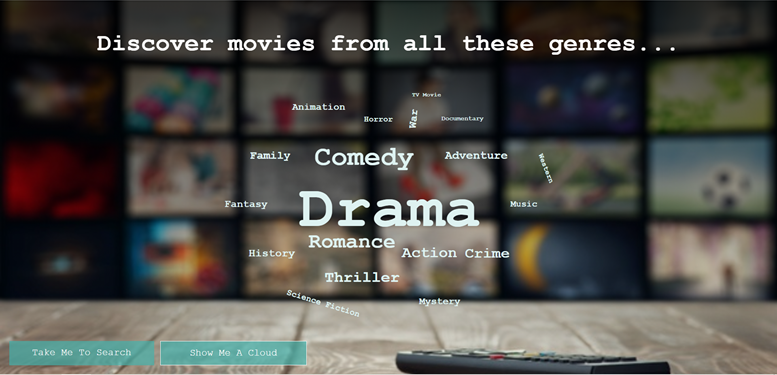 Discover movies from all these genres...
TV Movie
Animation
Horror
War
Documentary
Family
Comedy
Adventure
Western
Fantasy
Drama
Music
Romance
History
Action
Crime
Thriller
Science Fiction
Mystery
Take Me To Search
Show Me A Cloud